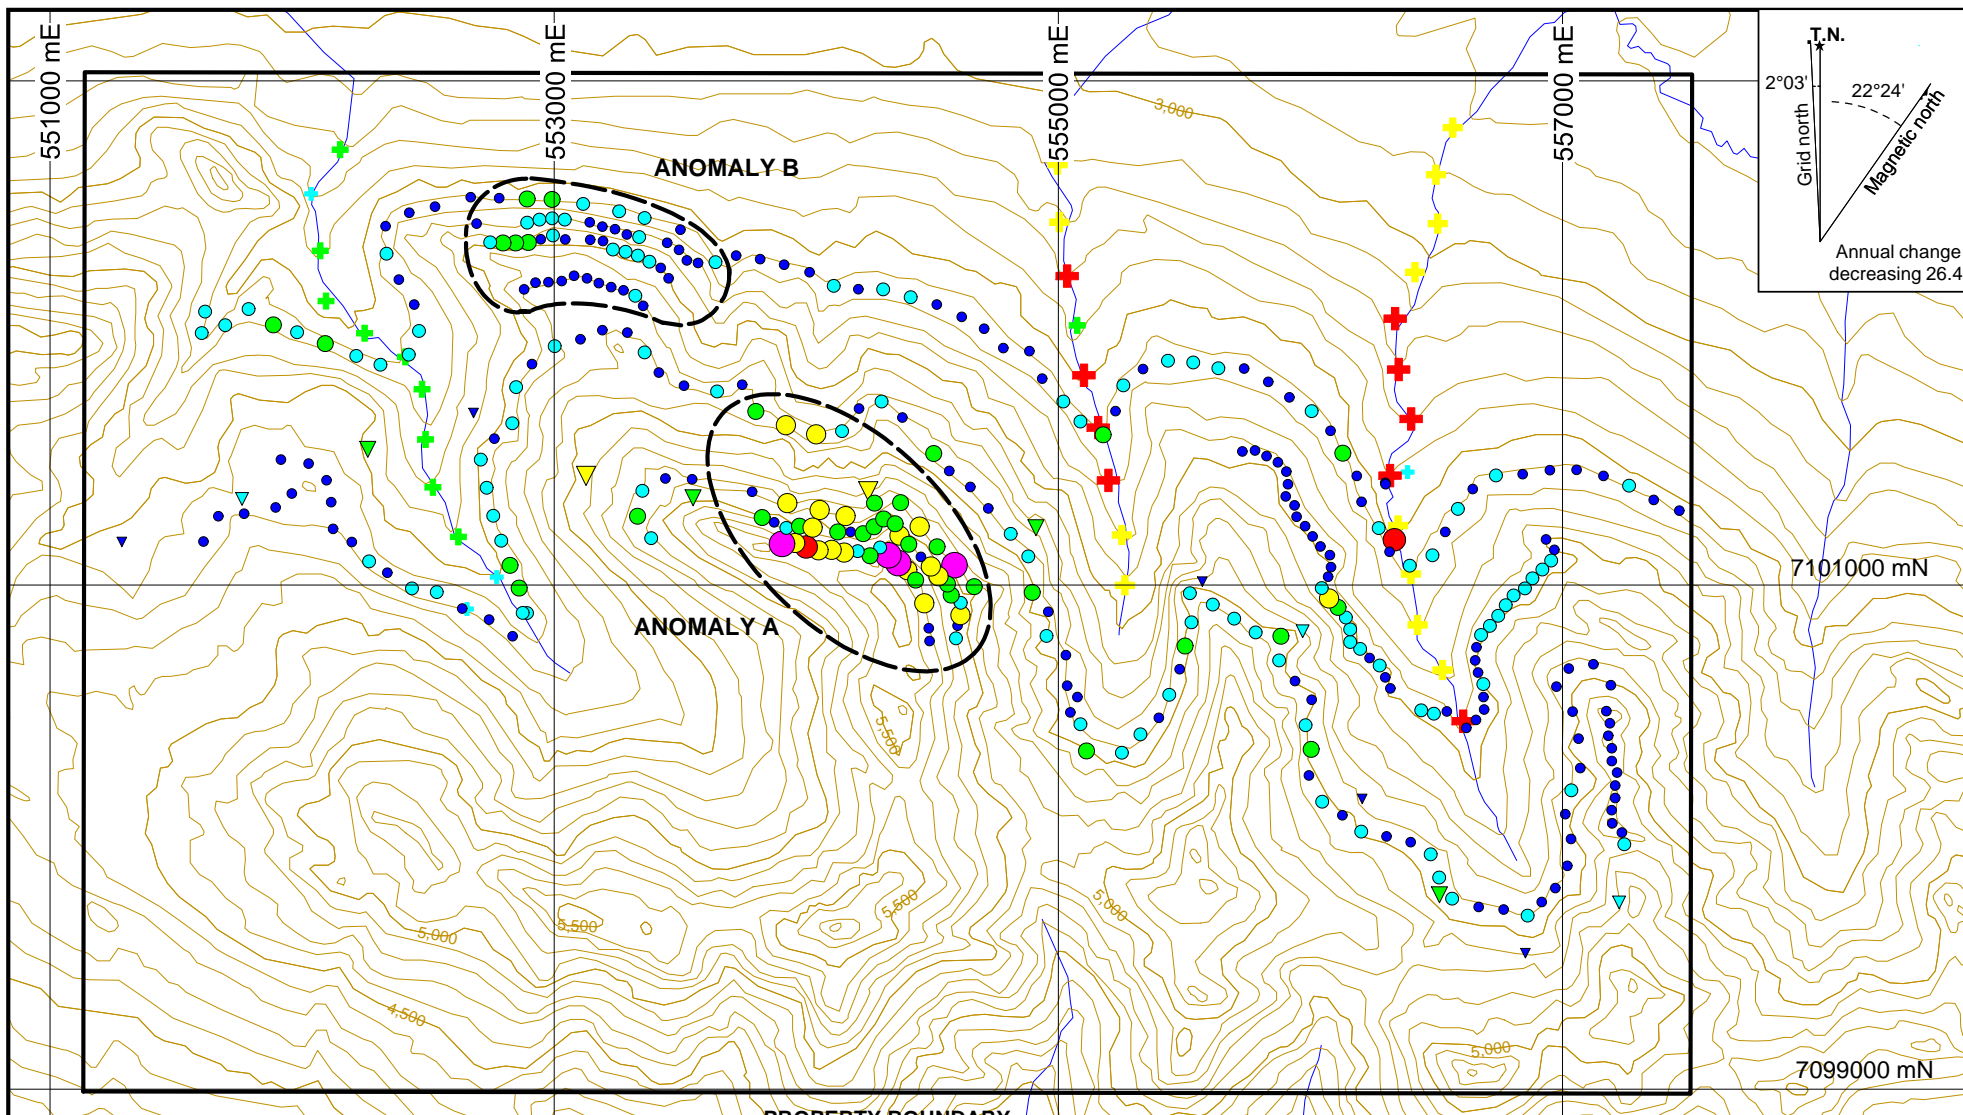 551000 mE
553000 mE
555000 mE
557000 mE
.T.N.
2°03'
22°24'
Grid north
Magnetic north
Annual change
decreasing 26.4
3,000
ANOMALY B
ANOMALY A
7101000 mN
5,500
5,500
5,500
5,000
5,000
4,500
5,000
7099000 mN
PROPERTY BOUNDARY